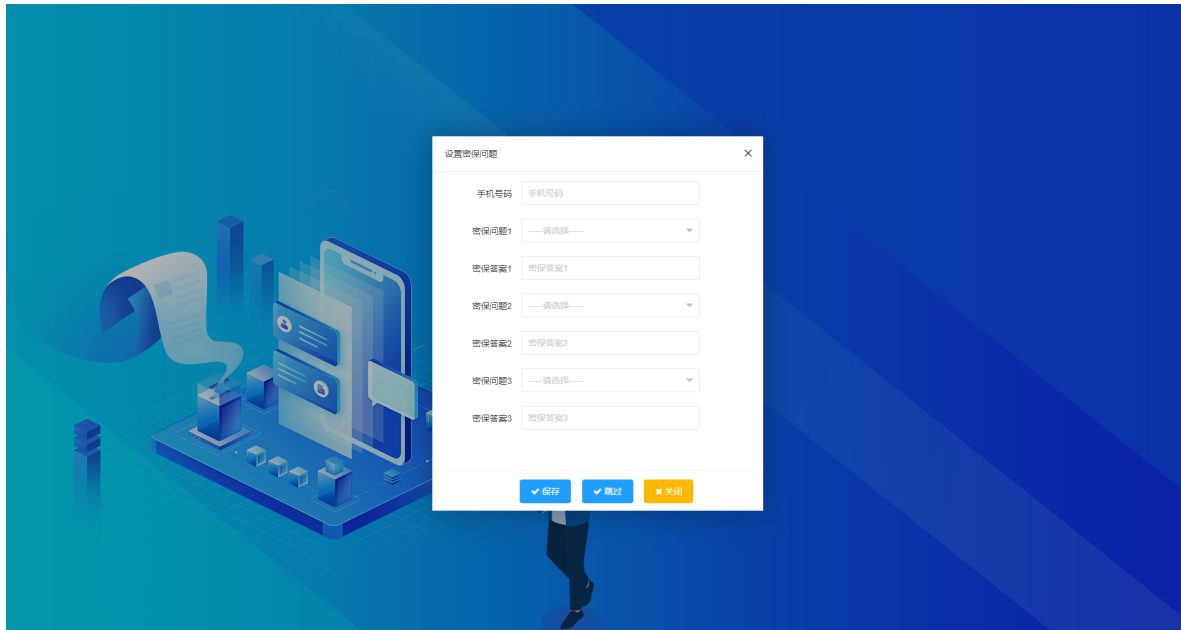 设置密保问题
手机号码 手机号码
密保问题1 ----请选择----
密保答案1 密保答案1
密保问题2 ----请选择----
密保答案2 密保答案2
密保问题3 ----请选择----
密保答案3 密保答案3
保存 跳过 关闭